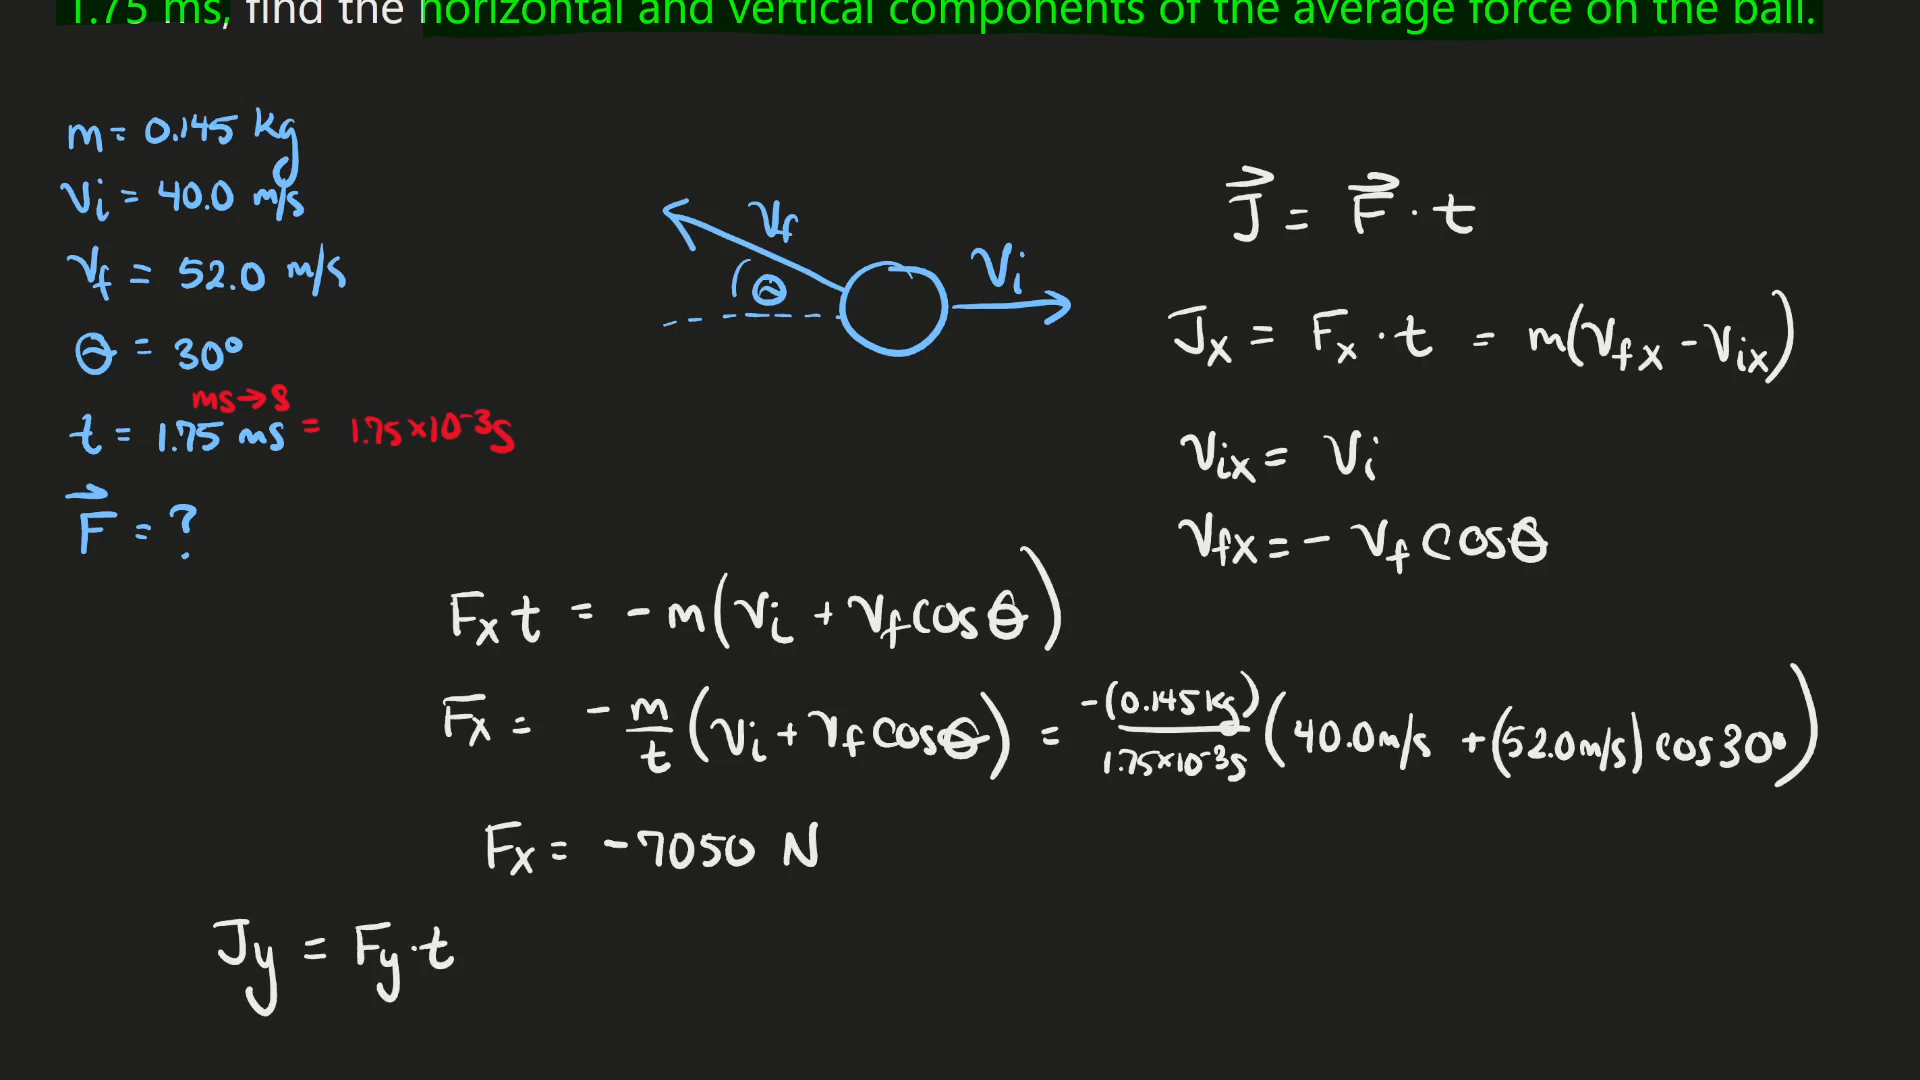 1.75 ms, find the horizontal and vertical components of the average force on the ball.
m = 0.145 kg
vi = 40.0 m/s
vf = 52.0 m/s
θ = 30°
ms→s
t = 1.75 ms = 1.75×10⁻³s
F⃗ = ?
vf
θ
vi
J⃗ = F⃗ · t
Jx = Fx · t = m(vfx - vix)
vix = vi
vfx = - vf cosθ
Fx t = -m(vi + vf cosθ)
Fx = -m/t (vi + vf cosθ) = -(0.145 kg)/1.75×10⁻³s (40.0 m/s + (52.0 m/s) cos 30°)
Fx = -7050 N
Jy = Fy · t